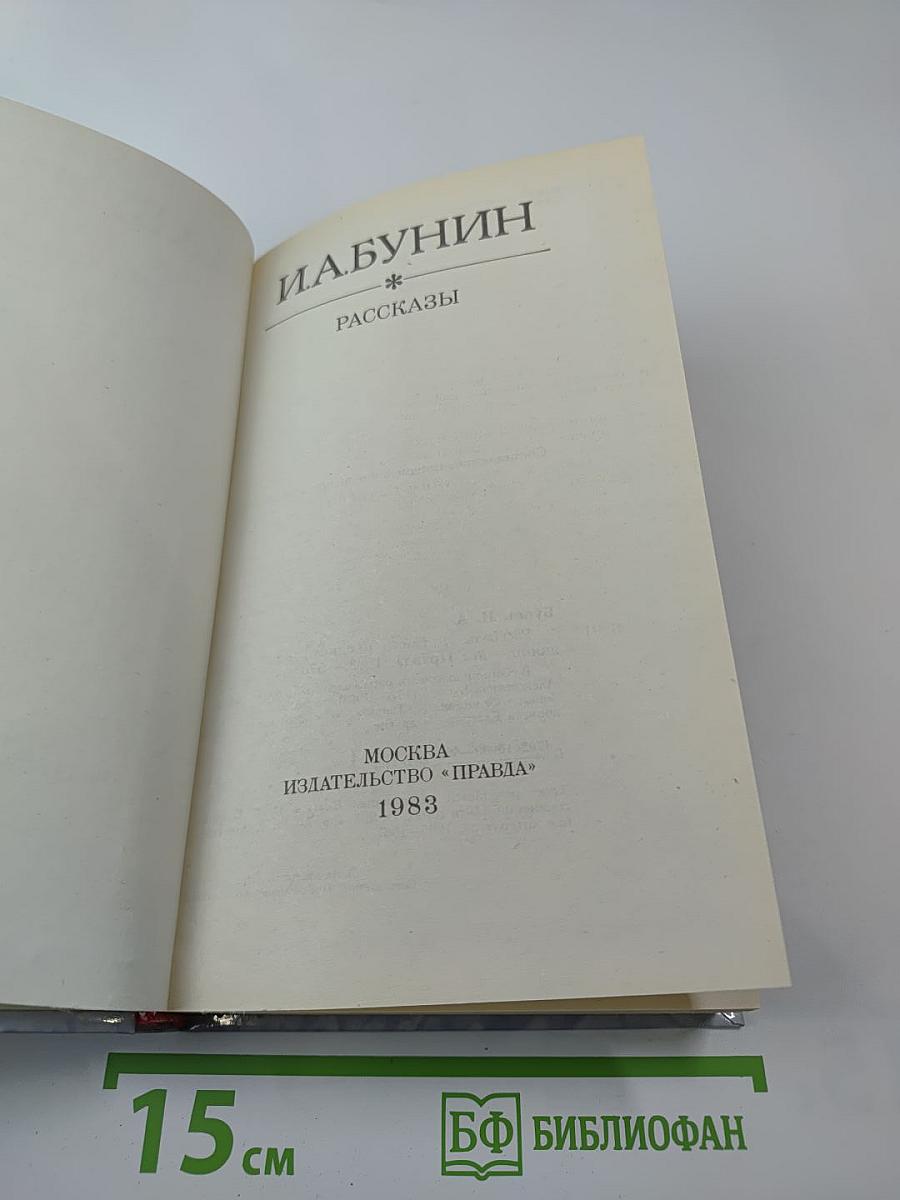 И.А.БУНИН
*
РАССКАЗЫ
МОСКВА
ИЗДАТЕЛЬСТВО «ПРАВДА»
1983
15 см
БФ БИБЛИОФАН